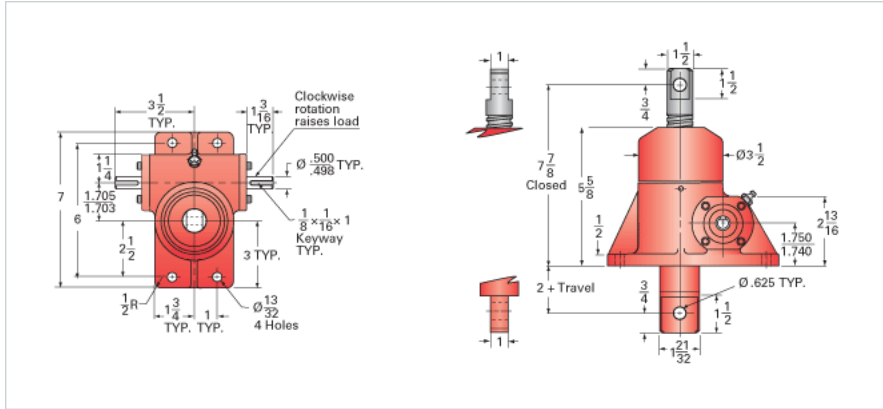 3 1/2
TYP.
1 3/16
TYP.
Clockwise
rotation
raises load
Ø .500/.498 TYP.
1 1/4
7
6
1.705/1.703
2 1/2
1/8 × 1/16 × 1
Keyway
TYP.
3 TYP.
1/2 R
1 3/4
TYP.
1
TYP.
Ø 13/32
4 Holes
1
1 1/2
1 1/2
3/4
7 7/8
Closed
5 5/8
Ø3 1/2
1/2
2 13/16
1.750/1.740
2 + Travel
3/4
Ø .625 TYP.
1 1/2
1
1 21/32